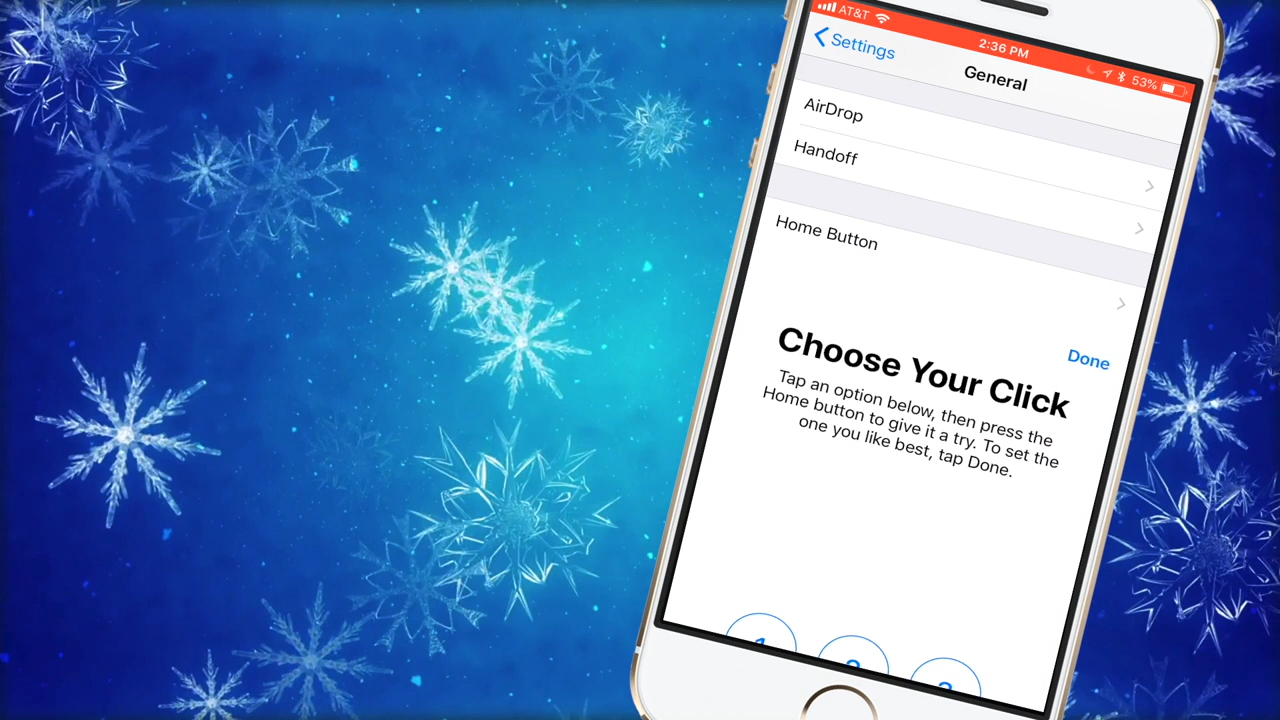 AT&T
2:36 PM
53%
Settings
General
AirDrop
Handoff
Home Button
Done
Choose Your Click
Tap an option below, then press the
Home button to give it a try. To set the
one you like best, tap Done.